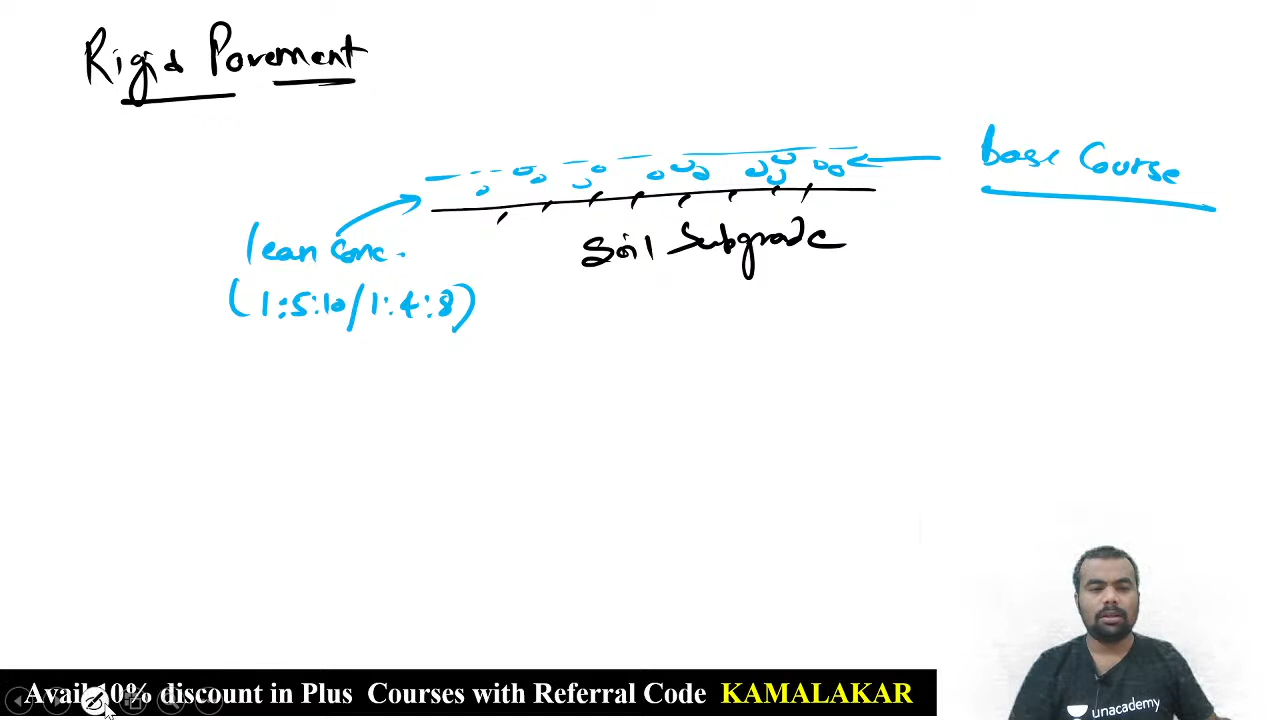 Rigid Pavement
Base Course
Soil Subgrade
lean conc.
(1:5:10/1:4:8)
unacademy
Avail 10% discount in Plus Courses with Referral Code KAMALAKAR